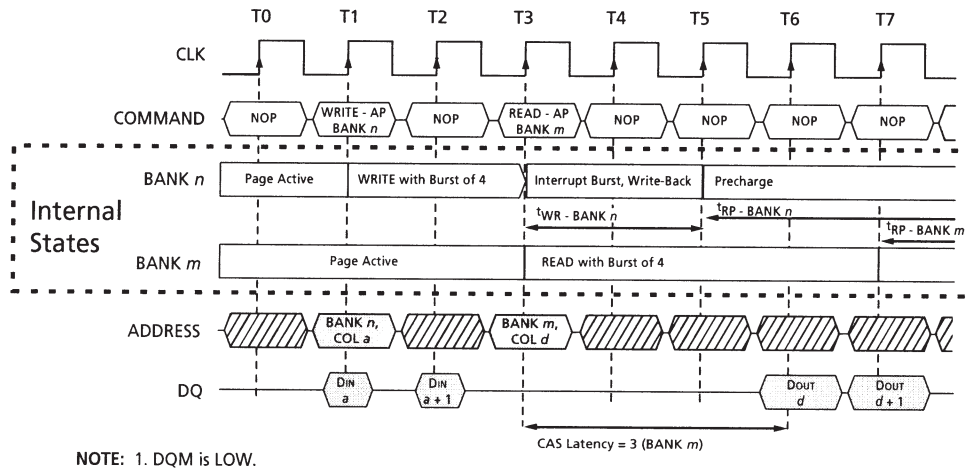 T0 T1 T2 T3 T4 T5 T6 T7
CLK
COMMAND NOP WRITE - AP BANK n NOP READ - AP BANK m NOP NOP NOP NOP
BANK n Page Active WRITE with Burst of 4 Interrupt Burst, Write-Back Precharge
Internal States
tWR - BANK n tRP - BANK n
tRP - BANK m
BANK m Page Active READ with Burst of 4
ADDRESS BANK n, COL a BANK m, COL d
DQ DIN a DIN a + 1 DOUT d DOUT d + 1
CAS Latency = 3 (BANK m)
NOTE: 1. DQM is LOW.